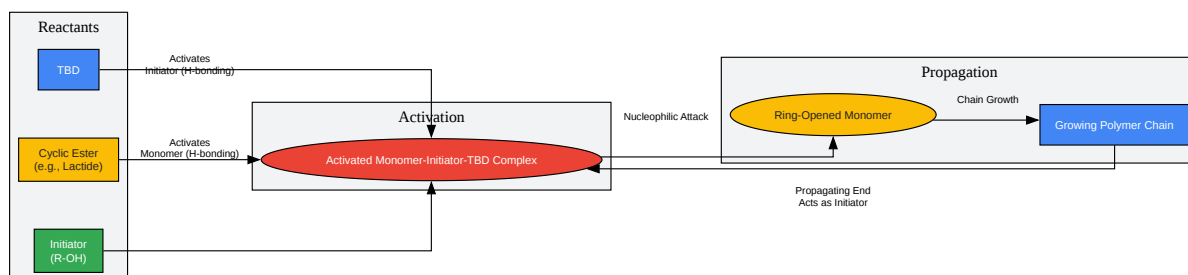 Reactants
TBD
Activates
Initiator (H-bonding)
Cyclic Ester
(e.g., Lactide)
Activates
Monomer (H-bonding)
Initiator
(R-OH)
Activation
Activated Monomer-Initiator-TBD Complex
Nucleophilic Attack
Propagation
Ring-Opened Monomer
Chain Growth
Growing Polymer Chain
Propagating End
Acts as Initiator